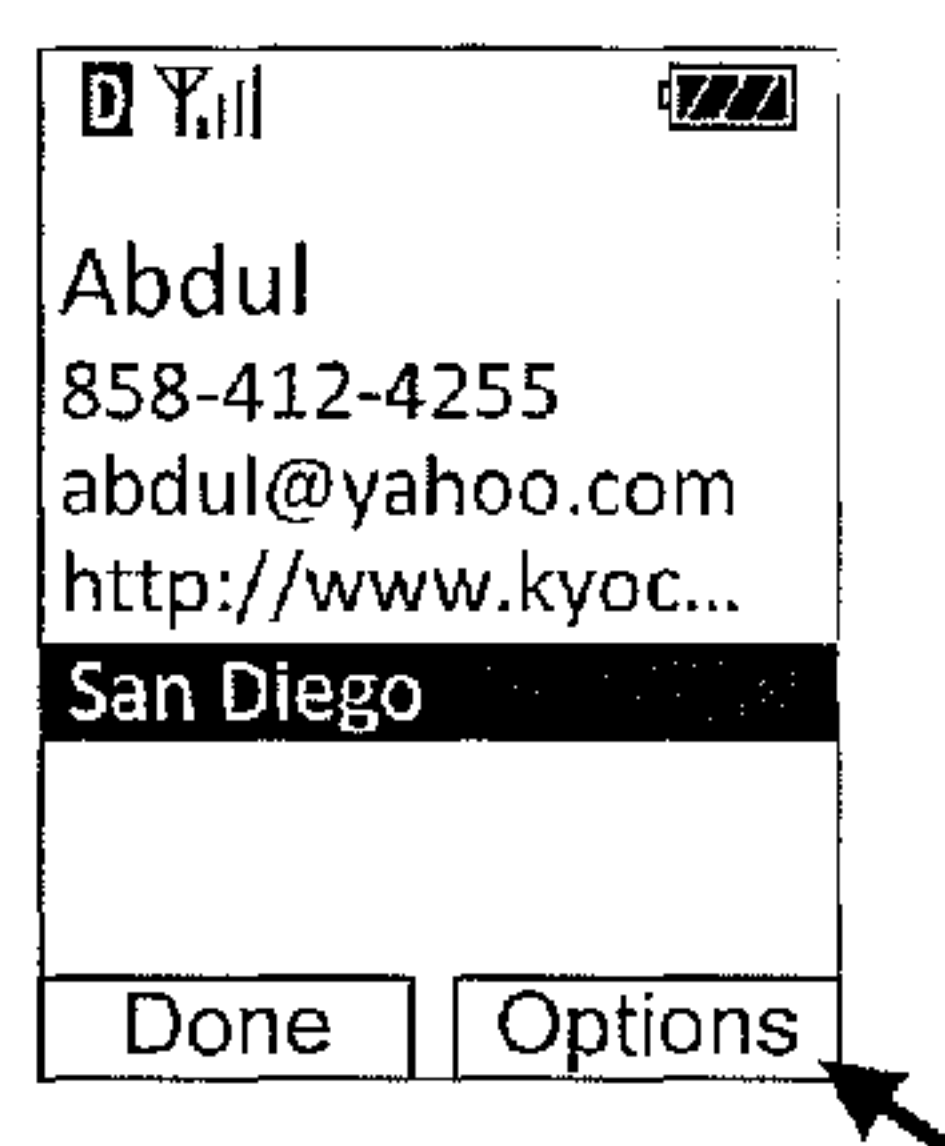 D
Abdul
858-412-4255
abdul@yahoo.com
http://www.kyoc...
San Diego
Done Options